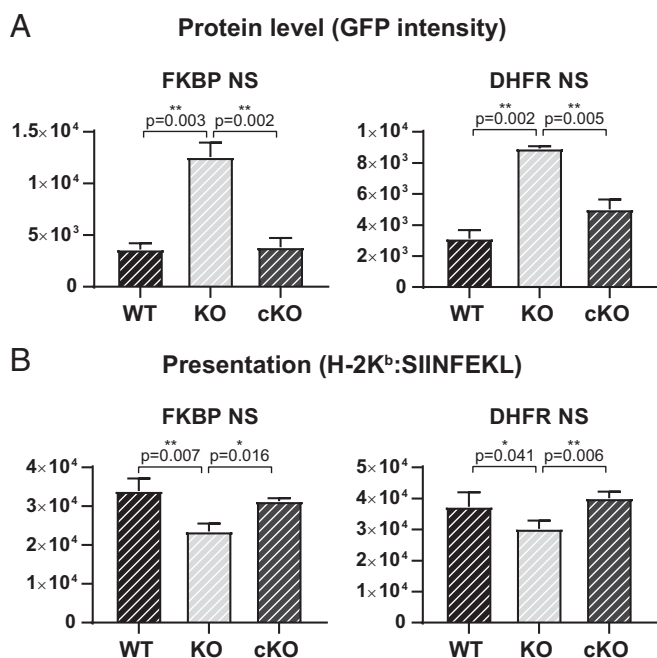 A
Protein level (GFP intensity)
FKBP NS
**
p=0.003
**
p=0.002
1.5×10⁴
1×10⁴
5×10³
0
WT KO cKO
DHFR NS
**
p=0.002
**
p=0.005
1×10⁴
8×10³
6×10³
4×10³
2×10³
0
WT KO cKO
B
Presentation (H-2Kᵇ:SIINFEKL)
FKBP NS
**
p=0.007
*
p=0.016
4×10⁴
3×10⁴
2×10⁴
1×10⁴
0
WT KO cKO
DHFR NS
*
p=0.041
**
p=0.006
5×10⁴
4×10⁴
3×10⁴
2×10⁴
1×10⁴
0
WT KO cKO